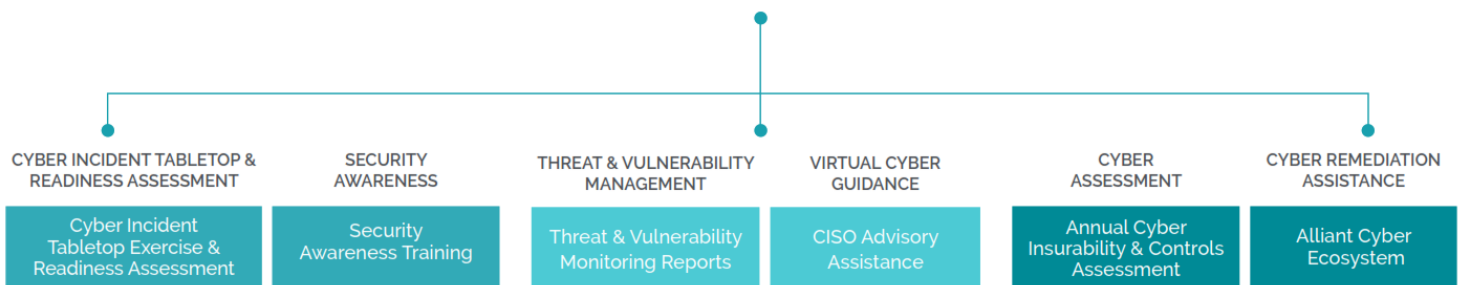 CYBER INCIDENT TABLETOP &
READINESS ASSESSMENT
SECURITY
AWARENESS
THREAT & VULNERABILITY
MANAGEMENT
VIRTUAL CYBER
GUIDANCE
CYBER
ASSESSMENT
CYBER REMEDIATION
ASSISTANCE
Cyber Incident
Tabletop Exercise &
Readiness Assessment
Security
Awareness Training
Threat & Vulnerability
Monitoring Reports
CISO Advisory
Assistance
Annual Cyber
Insurability & Controls
Assessment
Alliant Cyber
Ecosystem